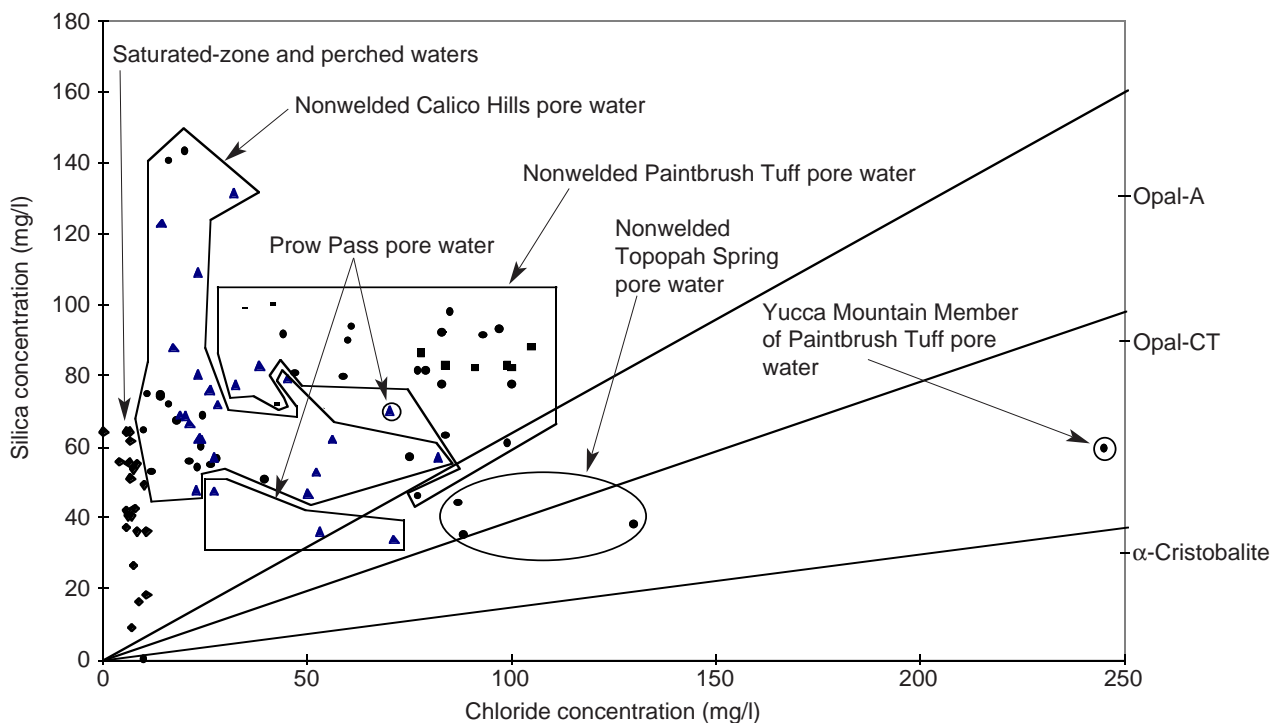 180
160
140
120
100
80
60
40
20
0
Silica concentration (mg/l)
Saturated-zone and perched waters
Nonwelded Calico Hills pore water
Nonwelded Paintbrush Tuff pore water
Prow Pass pore water
Nonwelded
Topopah Spring
pore water
Yucca Mountain Member
of Paintbrush Tuff pore
water
Opal-A
Opal-CT
α-Cristobalite
0
50
100
150
200
250
Chloride concentration (mg/l)